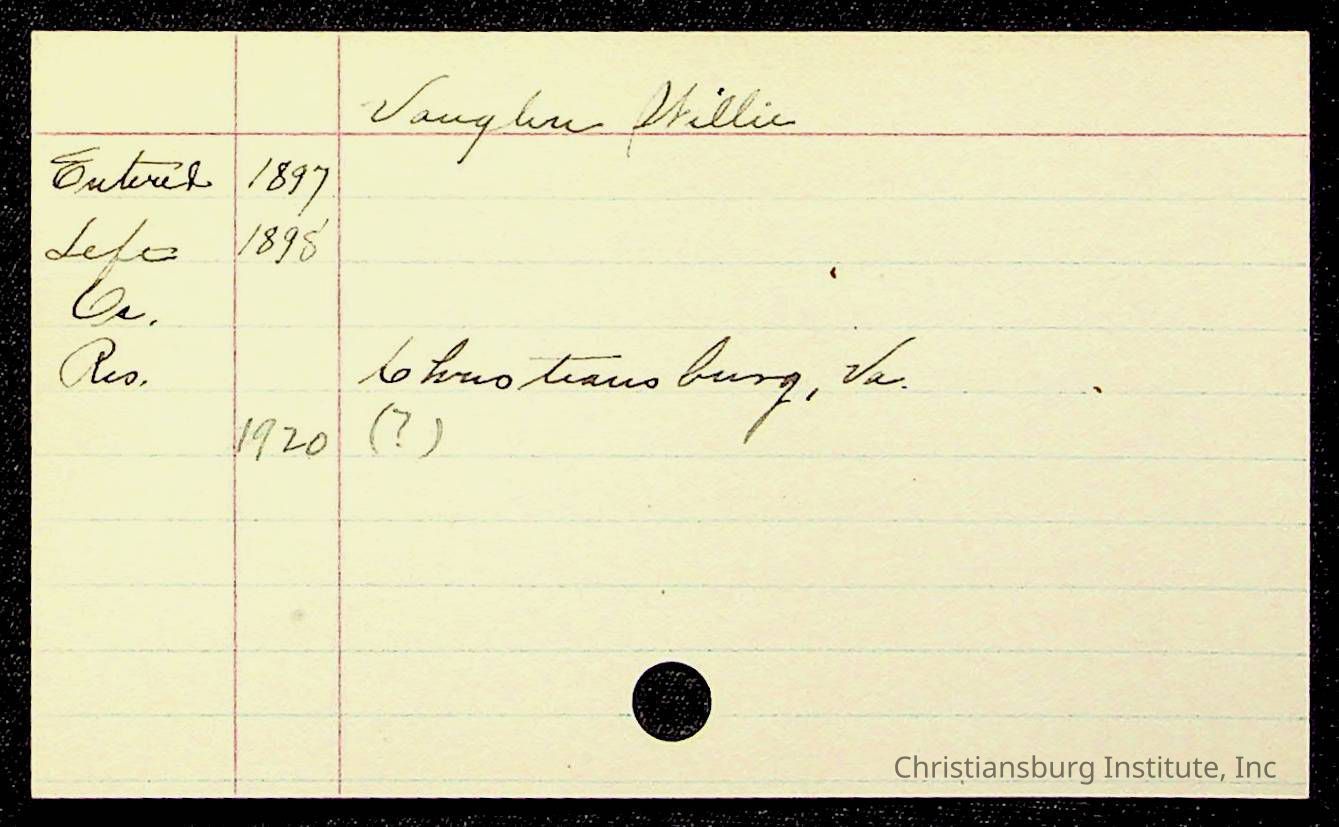 Vaughn Willie
Entered 1897
Left 1898
Oc.
Res. Christiansburg, Va.
1920 (?)
Christiansburg Institute, Inc